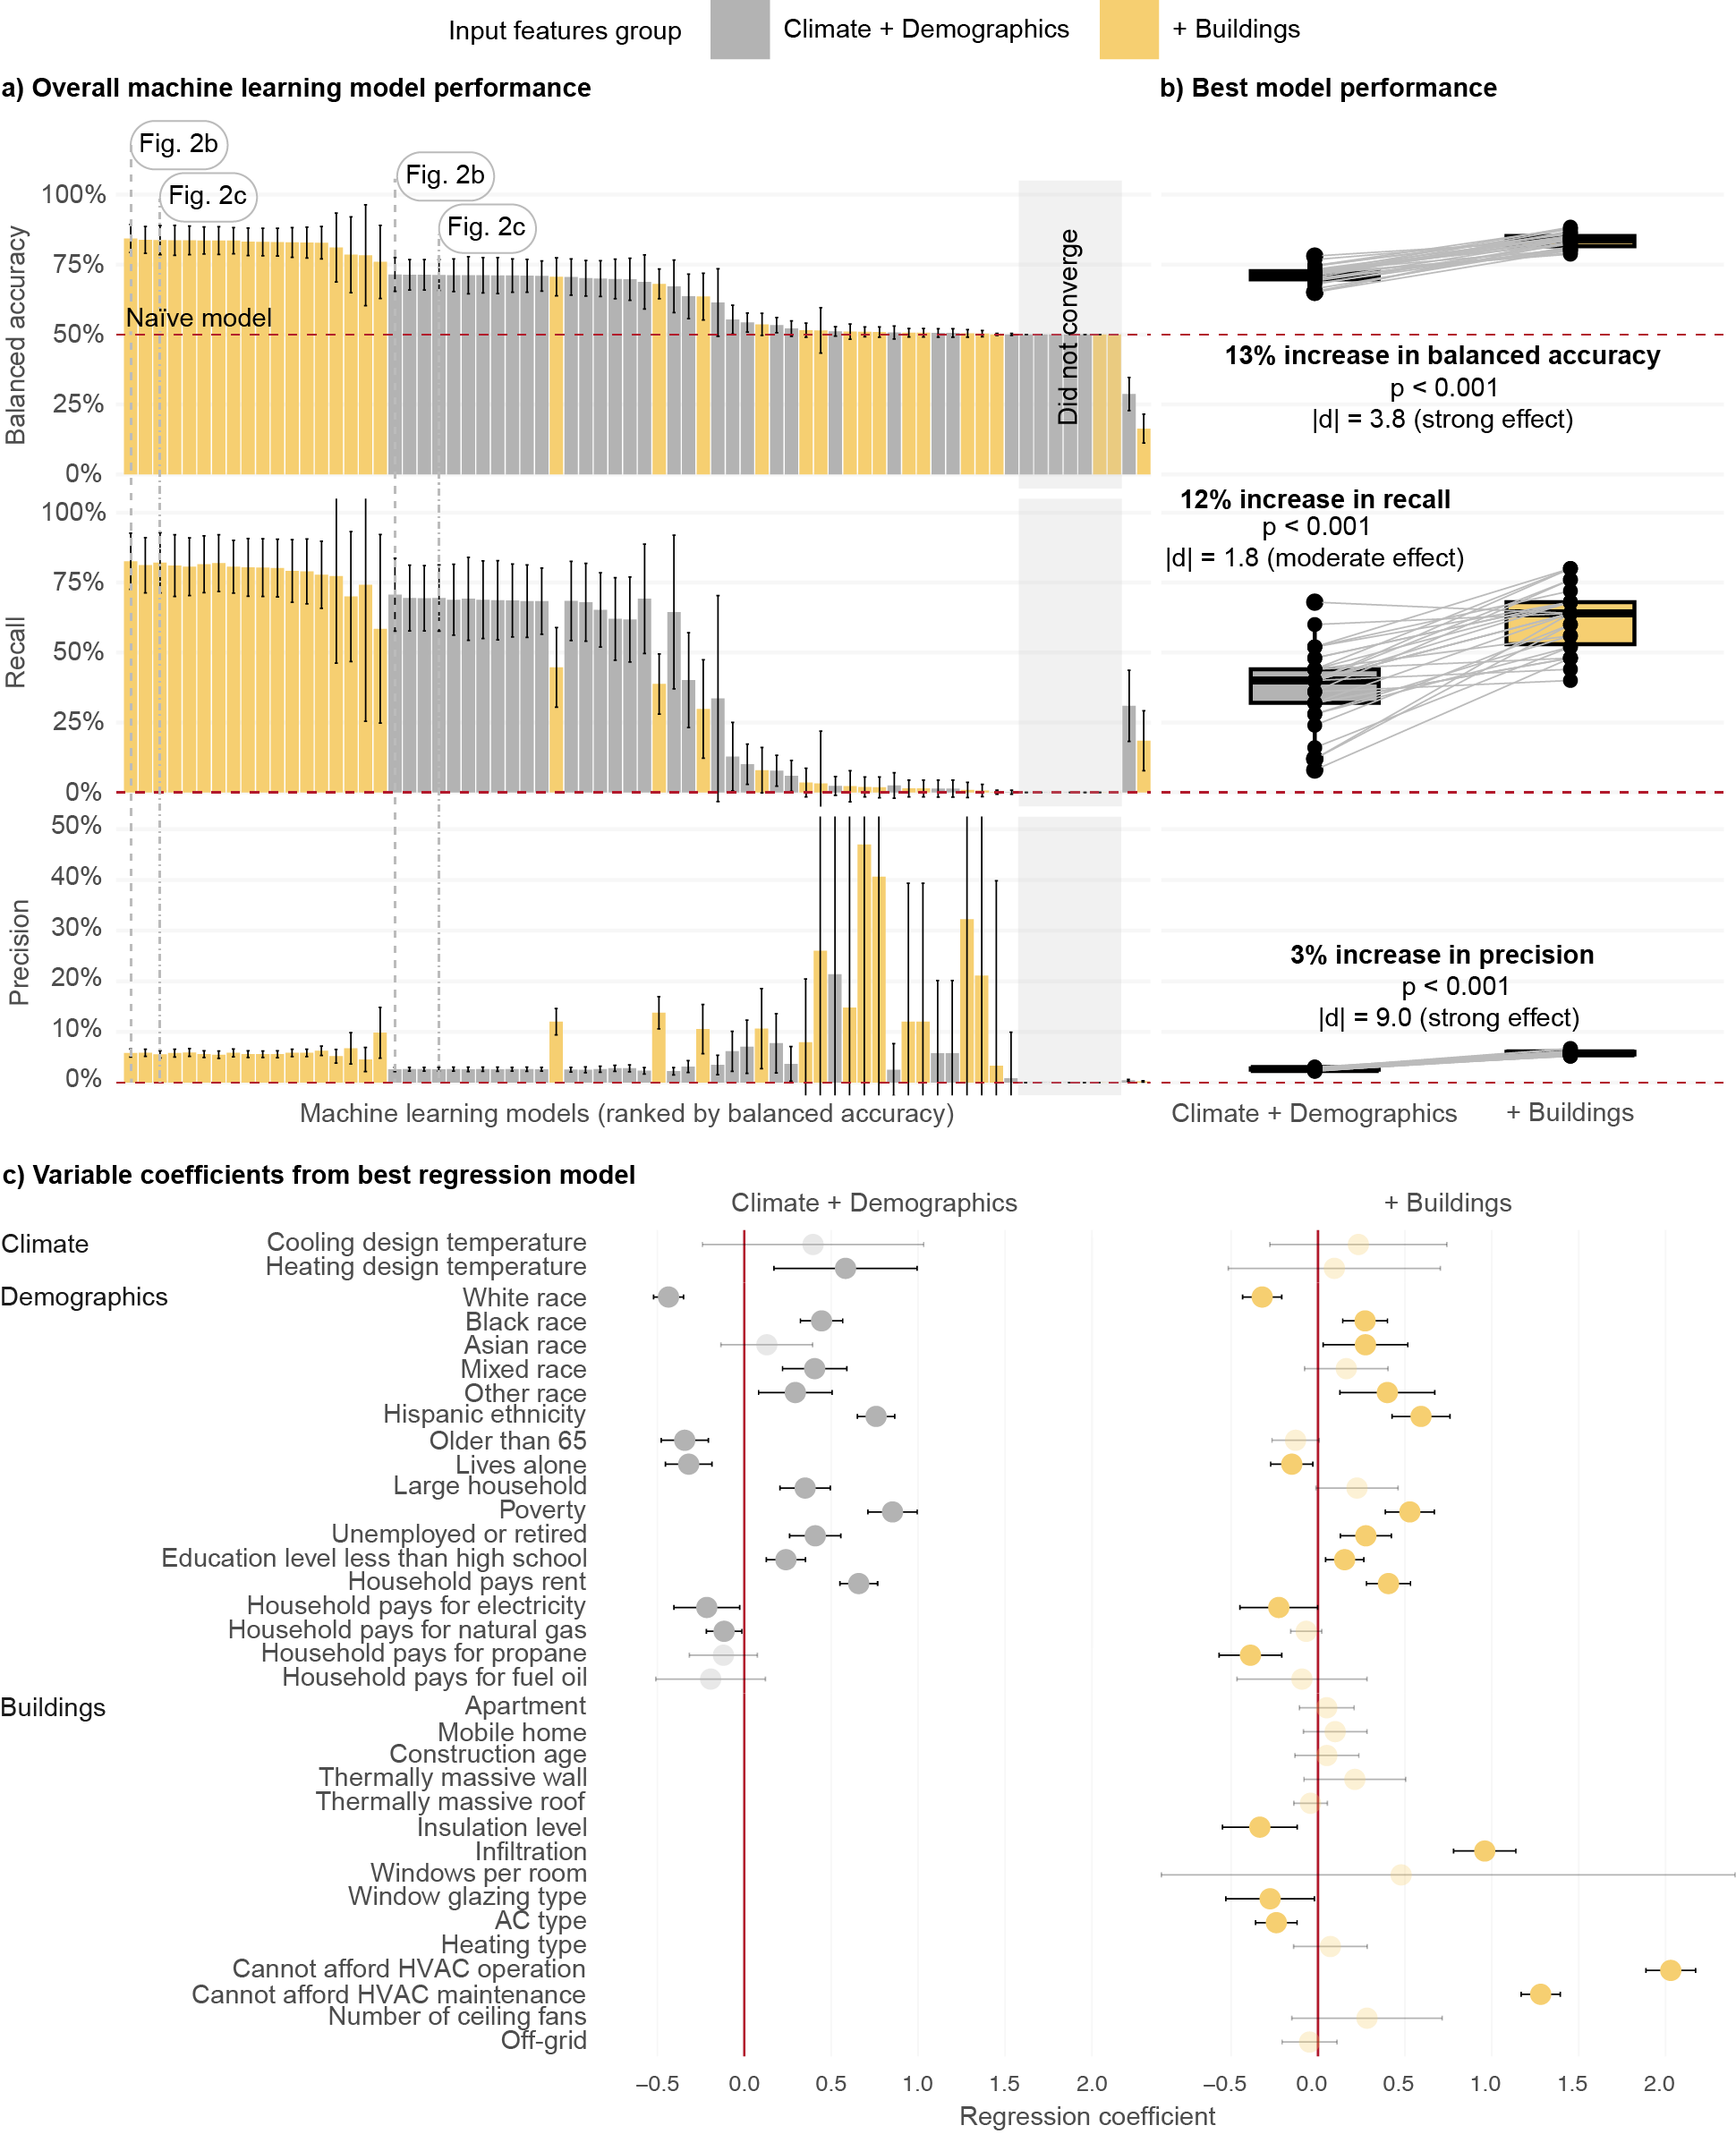 Input features group
Climate + Demographics
+ Buildings
a) Overall machine learning model performance
b) Best model performance
Fig. 2b
Fig. 2c
Fig. 2b
Fig. 2c
Balanced accuracy
100%
75%
50%
25%
0%
Naïve model
Did not converge
13% increase in balanced accuracy
p < 0.001
|d| = 3.8 (strong effect)
Recall
100%
75%
50%
25%
0%
12% increase in recall
p < 0.001
|d| = 1.8 (moderate effect)
Precision
50%
40%
30%
20%
10%
0%
3% increase in precision
p < 0.001
|d| = 9.0 (strong effect)
Machine learning models (ranked by balanced accuracy)
Climate + Demographics
+ Buildings
c) Variable coefficients from best regression model
Climate + Demographics
+ Buildings
Climate
Cooling design temperature
Heating design temperature
Demographics
White race
Black race
Asian race
Mixed race
Other race
Hispanic ethnicity
Older than 65
Lives alone
Large household
Poverty
Unemployed or retired
Education level less than high school
Household pays rent
Household pays for electricity
Household pays for natural gas
Household pays for propane
Household pays for fuel oil
Buildings
Apartment
Mobile home
Construction age
Thermally massive wall
Thermally massive roof
Insulation level
Infiltration
Windows per room
Window glazing type
AC type
Heating type
Cannot afford HVAC operation
Cannot afford HVAC maintenance
Number of ceiling fans
Off-grid
−0.5 0.0 0.5 1.0 1.5 2.0
−0.5 0.0 0.5 1.0 1.5 2.0
Regression coefficient